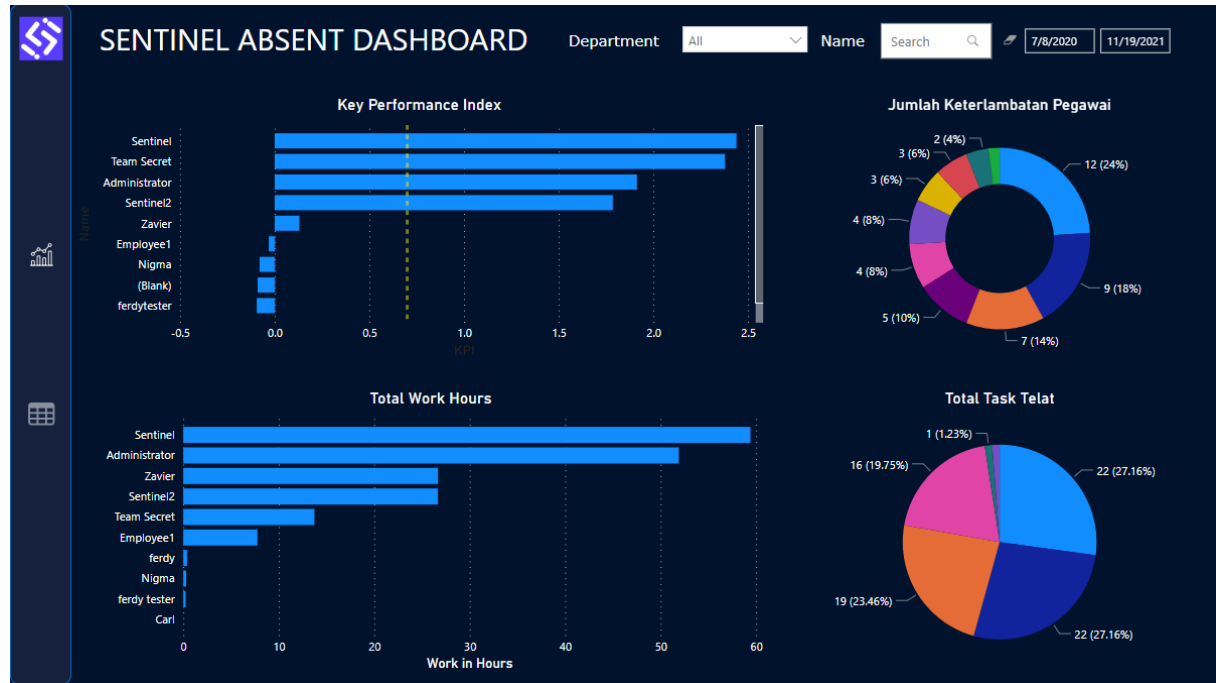 SENTINEL ABSENT DASHBOARD
Department
All
Name
Search
7/8/2020
11/19/2021
Key Performance Index
Name
Sentinel
Team Secret
Administrator
Sentinel2
Zavier
Employee1
Nigma
(Blank)
ferdytester
-0.5 0.0 0.5 1.0 1.5 2.0 2.5
KPI
Jumlah Keterlambatan Pegawai
2 (4%)
3 (6%)
12 (24%)
3 (6%)
4 (8%)
4 (8%)
9 (18%)
5 (10%)
7 (14%)
Total Work Hours
Sentinel
Administrator
Zavier
Sentinel2
Team Secret
Employee1
ferdy
Nigma
ferdy tester
Carl
0 10 20 30 40 50 60
Work in Hours
Total Task Telat
1 (1.23%)
16 (19.75%)
22 (27.16%)
19 (23.46%)
22 (27.16%)